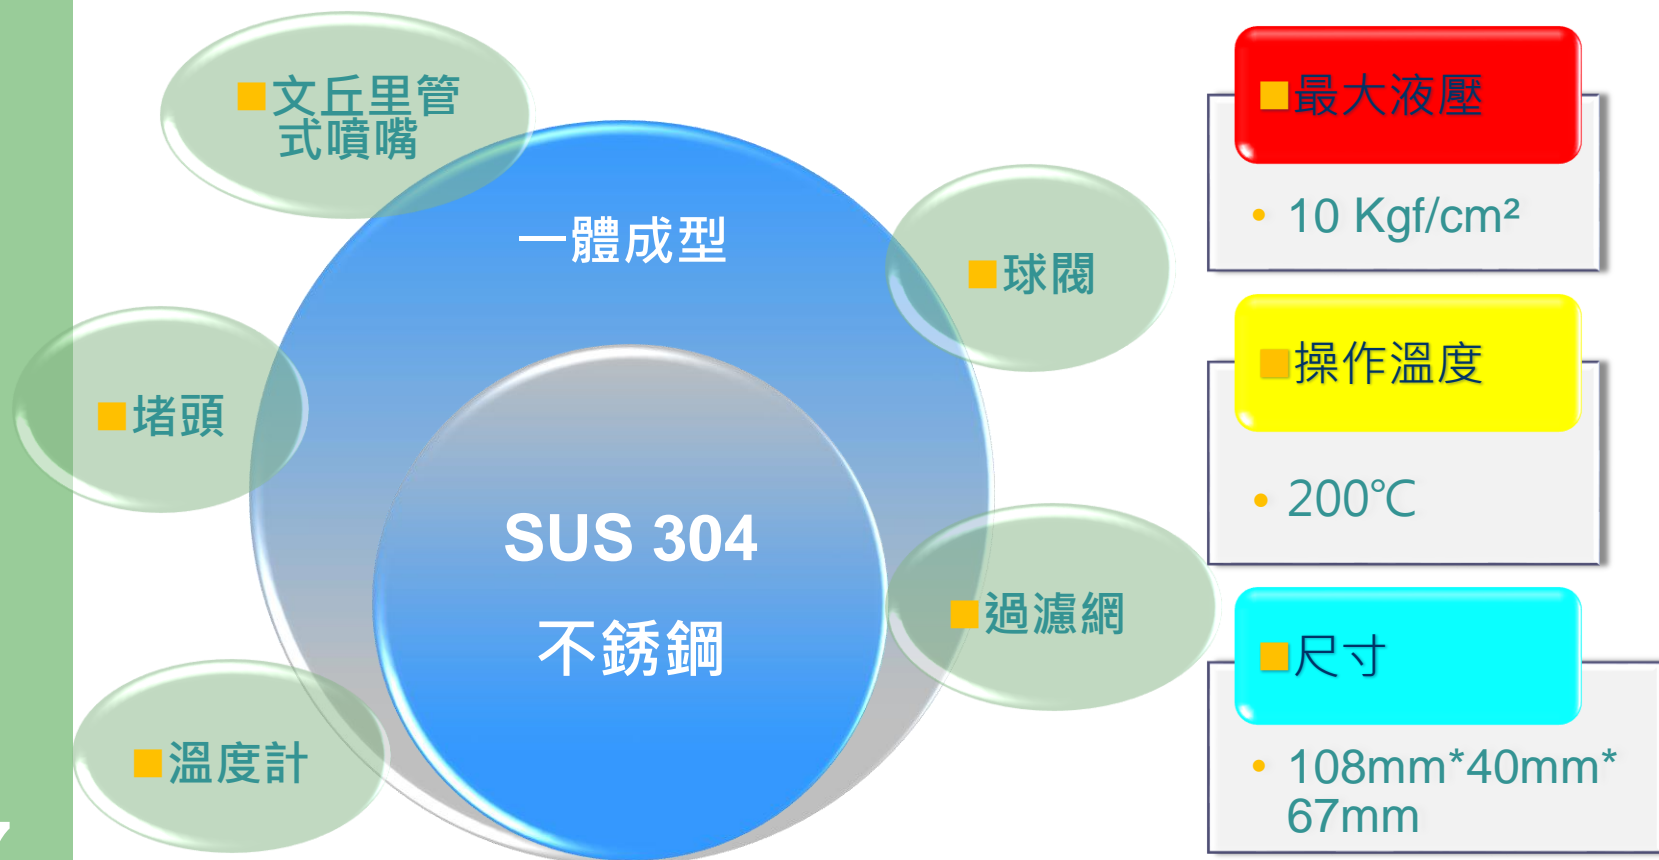 文丘里管
式噴嘴
一體成型
球閥
堵頭
SUS 304
不銹鋼
過濾網
溫度計
最大液壓
10 Kgf/cm²
操作溫度
200℃
尺寸
108mm*40mm*
67mm